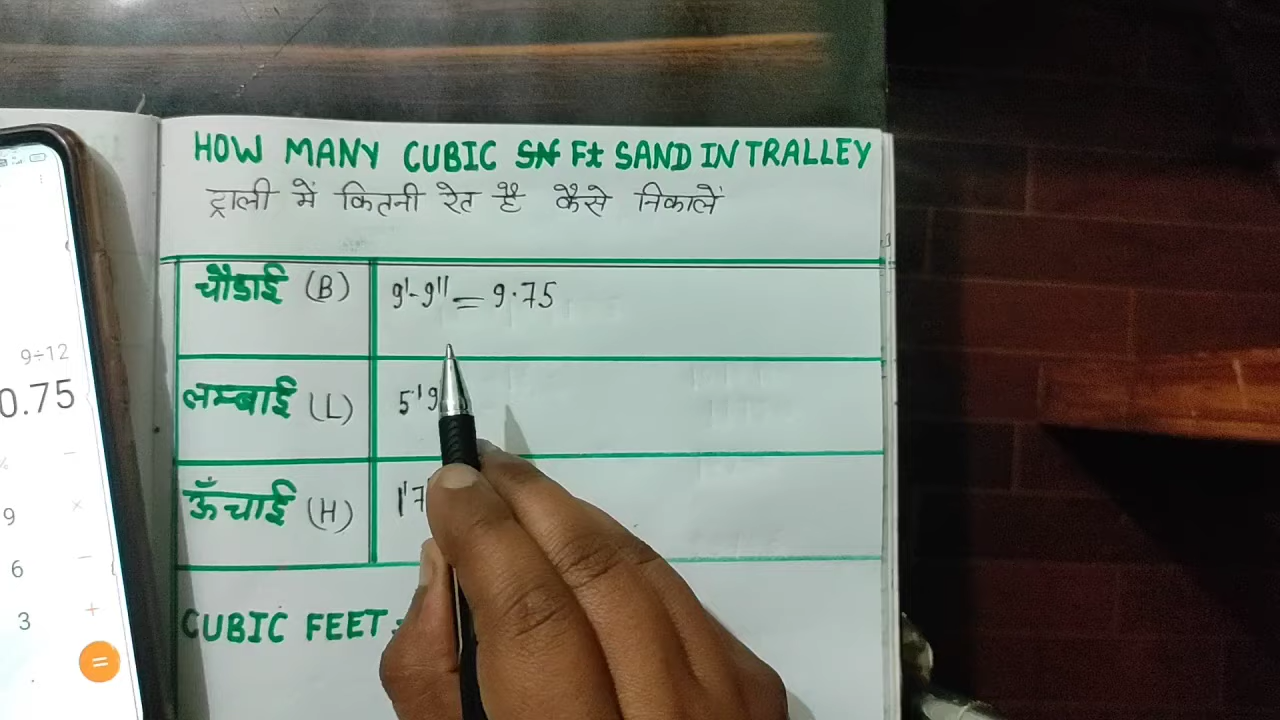 HOW MANY CUBIC Ft SAND IN TRALLEY
ट्राली में कितनी रेत है कैसे निकालें
चौडाई (B) 9'-9" = 9.75
लम्बाई (L) 5'9
ऊँचाई (H) 1'7
CUBIC FEET =
9÷12
0.75
%
9 ×
6 −
3 +
=